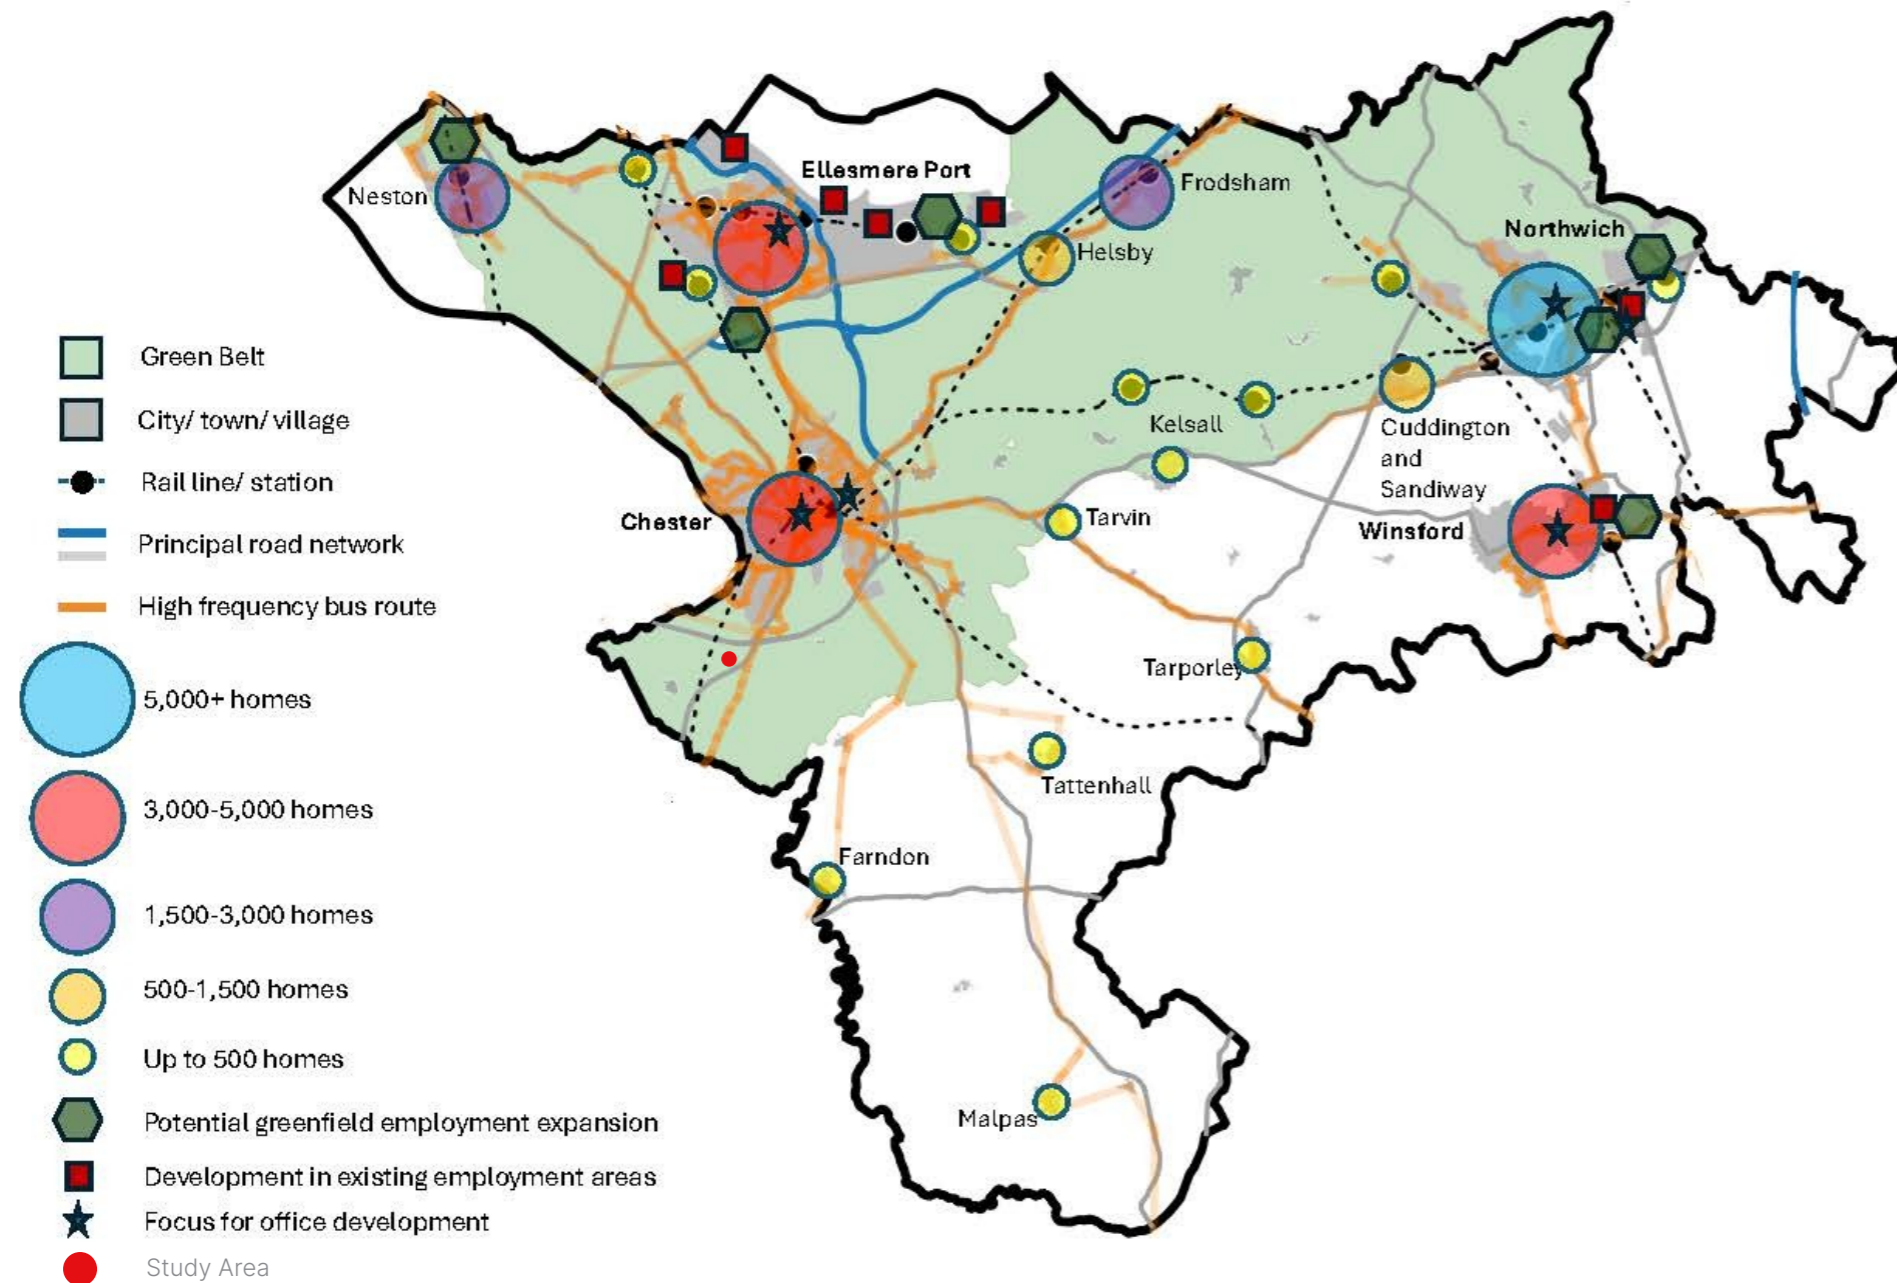 Ellesmere Port
Neston
Frodsham
Northwich
Helsby
Green Belt
City/ town/ village
Kelsall
Cuddington
and
Sandiway
Rail line/ station
Chester
Tarvin
Winsford
Principal road network
High frequency bus route
Tarporley
5,000+ homes
Tattenhall
3,000-5,000 homes
Farndon
1,500-3,000 homes
500-1,500 homes
Up to 500 homes
Malpas
Potential greenfield employment expansion
Development in existing employment areas
Focus for office development
Study Area